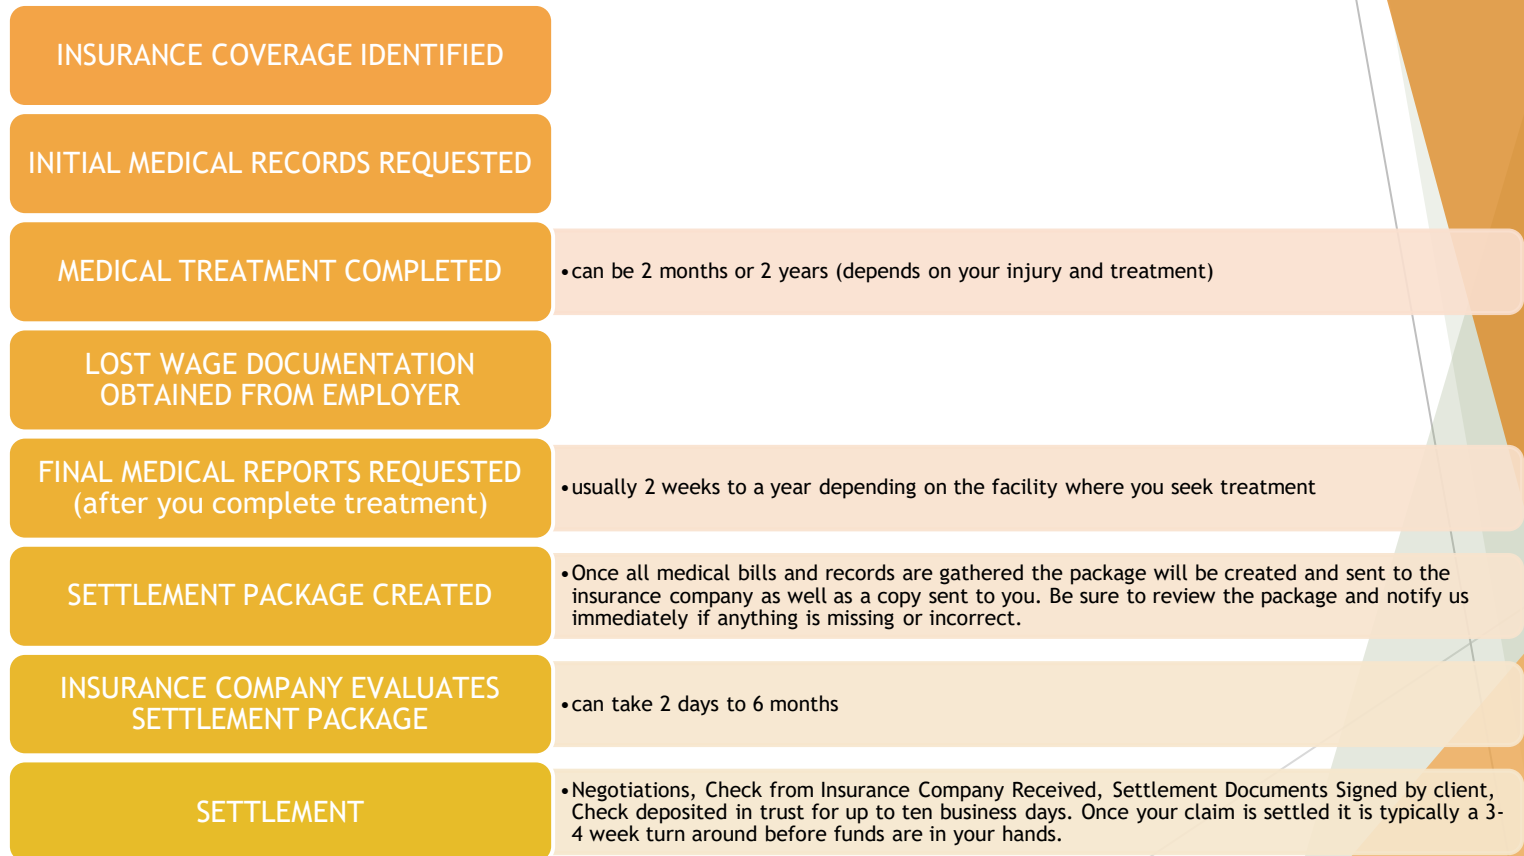 INSURANCE COVERAGE IDENTIFIED
INITIAL MEDICAL RECORDS REQUESTED
MEDICAL TREATMENT COMPLETED
•can be 2 months or 2 years (depends on your injury and treatment)
LOST WAGE DOCUMENTATION
OBTAINED FROM EMPLOYER
FINAL MEDICAL REPORTS REQUESTED
(after you complete treatment)
•usually 2 weeks to a year depending on the facility where you seek treatment
SETTLEMENT PACKAGE CREATED
•Once all medical bills and records are gathered the package will be created and sent to the
insurance company as well as a copy sent to you. Be sure to review the package and notify us
immediately if anything is missing or incorrect.
INSURANCE COMPANY EVALUATES
SETTLEMENT PACKAGE
•can take 2 days to 6 months
SETTLEMENT
•Negotiations, Check from Insurance Company Received, Settlement Documents Signed by client,
Check deposited in trust for up to ten business days. Once your claim is settled it is typically a 3-
4 week turn around before funds are in your hands.